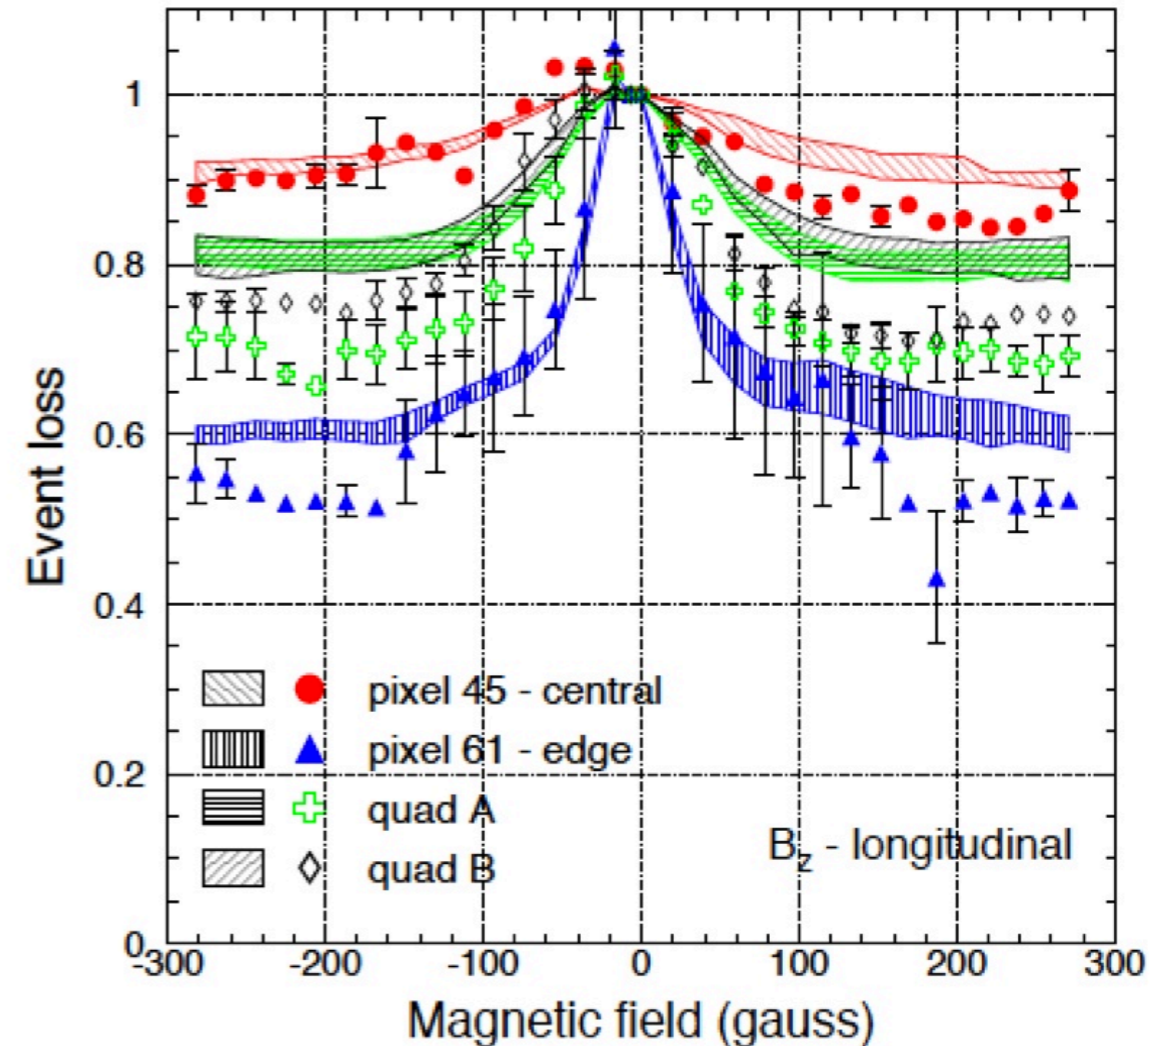 Event loss
1
0.8
0.6
0.4
0.2
0
pixel 45 - central
pixel 61 - edge
quad A
quad B
B_z - longitudinal
-300 -200 -100 0 100 200 300
Magnetic field (gauss)